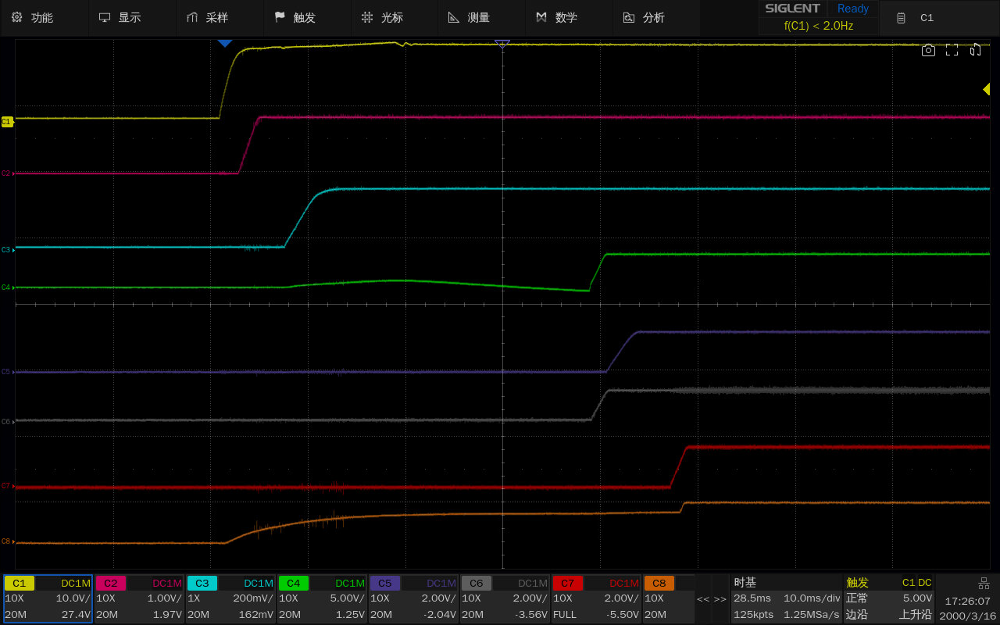 功能 显示 采样 触发 光标 测量 数学 分析 SIGLENT Ready C1
f(C1) < 2.0Hz
C1
C2
C3
C4
C5
C6
C7
C8
C1 DC1M C2 DC1M C3 DC1M C4 DC1M C5 DC1M C6 DC1M C7 DC1M C8 时基 触发 C1 DC
10X 10.0V/ 10X 1.00V/ 1X 200mV/ 10X 5.00V/ 10X 2.00V/ 10X 2.00V/ 10X 2.00V/ 10X << >> 28.5ms 10.0ms/div 正常 5.00V 17:26:07
20M 27.4V 20M 1.97V 20M 162mV 20M 1.25V 20M -2.04V 20M -3.56V FULL -5.50V 20M 125kpts 1.25MSa/s 边沿 上升沿 2000/3/16